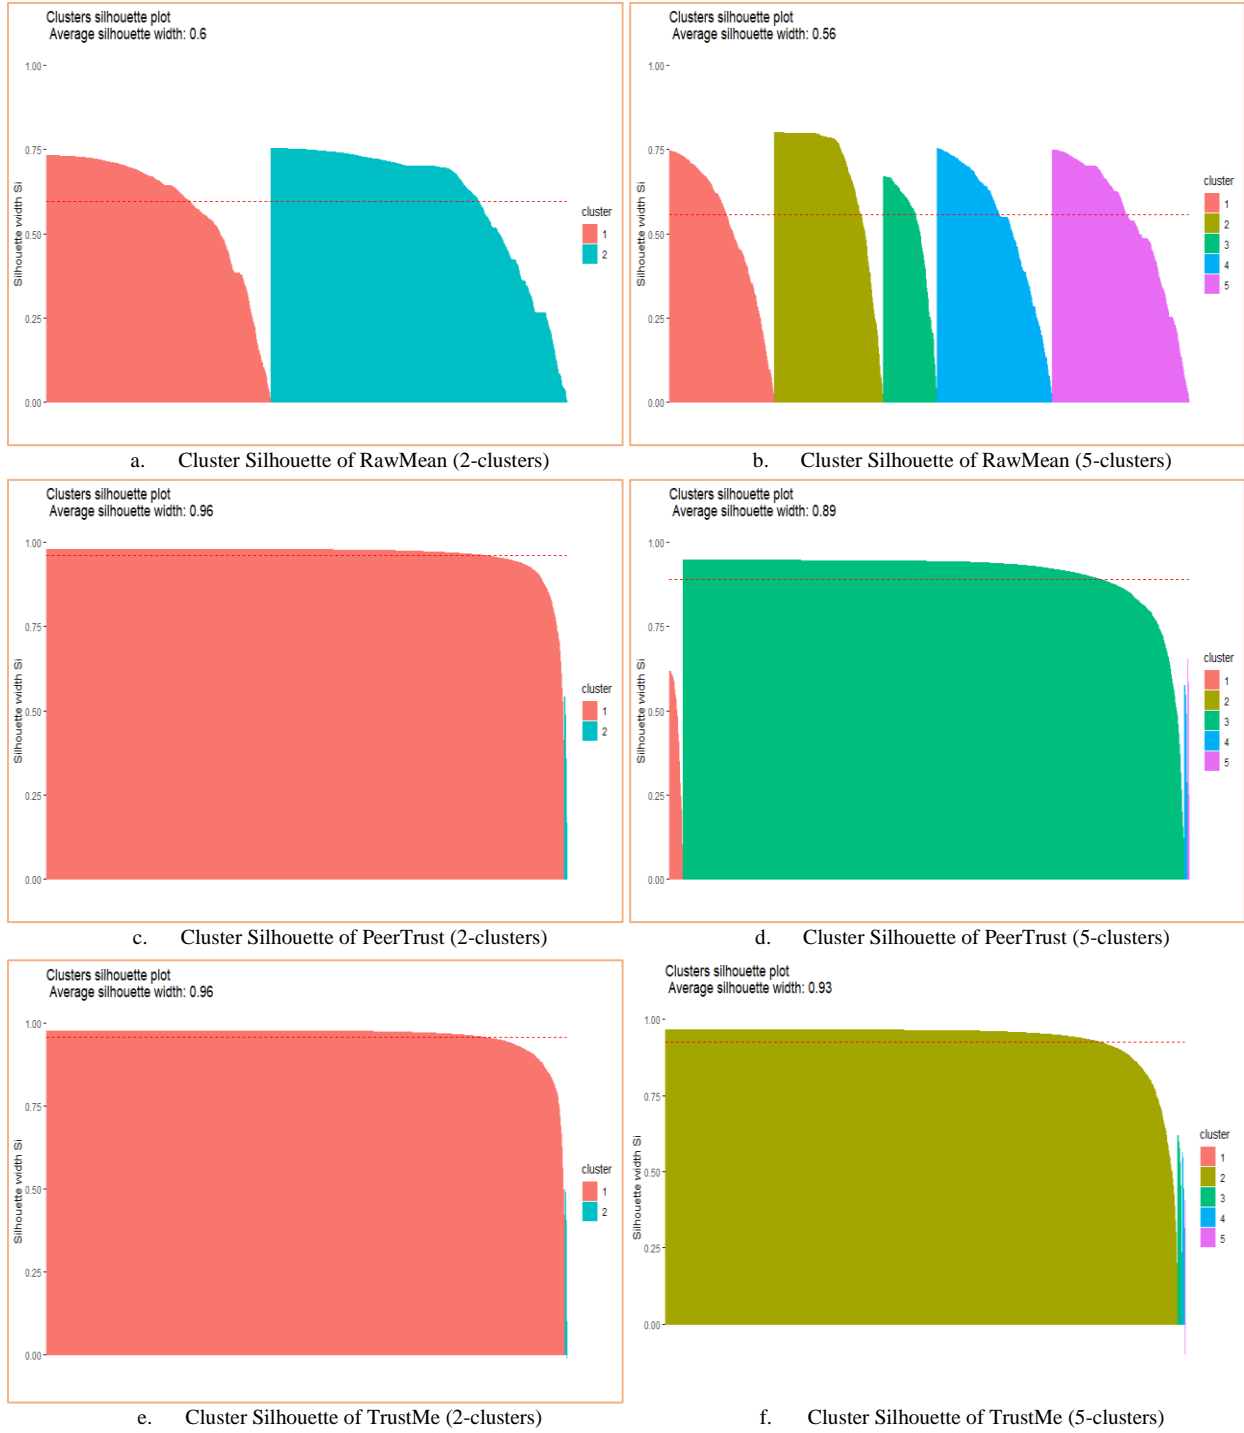 Clusters silhouette plot
Average silhouette width: 0.6
1.00
0.75
0.50
0.25
0.00
Silhouette width Si
cluster
1
2
a. Cluster Silhouette of RawMean (2-clusters)
Clusters silhouette plot
Average silhouette width: 0.56
1.00
0.75
0.50
0.25
0.00
Silhouette width Si
cluster
1
2
3
4
5
b. Cluster Silhouette of RawMean (5-clusters)
Clusters silhouette plot
Average silhouette width: 0.96
1.00
0.75
0.50
0.25
0.00
Silhouette width Si
cluster
1
2
c. Cluster Silhouette of PeerTrust (2-clusters)
Clusters silhouette plot
Average silhouette width: 0.89
1.00
0.75
0.50
0.25
0.00
Silhouette width Si
cluster
1
2
3
4
5
d. Cluster Silhouette of PeerTrust (5-clusters)
Clusters silhouette plot
Average silhouette width: 0.96
1.00
0.75
0.50
0.25
0.00
Silhouette width Si
cluster
1
2
e. Cluster Silhouette of TrustMe (2-clusters)
Clusters silhouette plot
Average silhouette width: 0.93
1.00
0.75
0.50
0.25
0.00
Silhouette width Si
cluster
1
2
3
4
5
f. Cluster Silhouette of TrustMe (5-clusters)